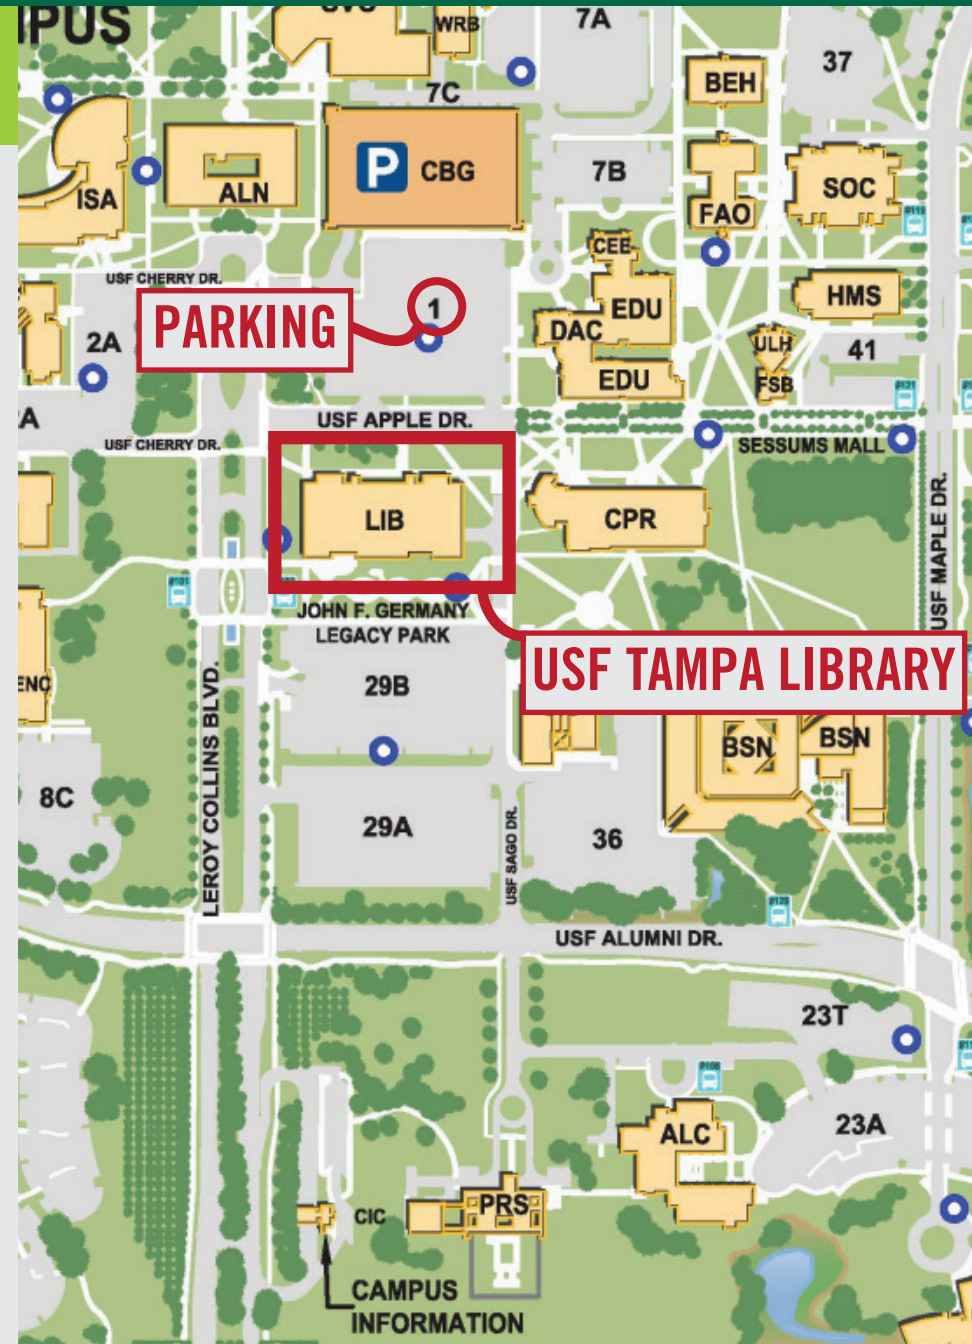 IPUS
WRB
7A
37
7C
BEH
P CBG
7B
ISA
ALN
FAO
SOC
CEE
USF CHERRY DR.
HMS
1
EDU
PARKING
DAC
2A
ULH
41
EDU
FSB
A
USF APPLE DR.
USF CHERRY DR.
SESSUMS MALL
LIB
CPR
USF MAPLE DR.
JOHN F. GERMANY
LEGACY PARK
USF TAMPA LIBRARY
ENC
29B
LEROY COLLINS BLVD.
BSN
BSN
8C
29A
36
USF SAGO DR.
USF ALUMNI DR.
23T
ALC
23A
PRS
CIC
CAMPUS
INFORMATION